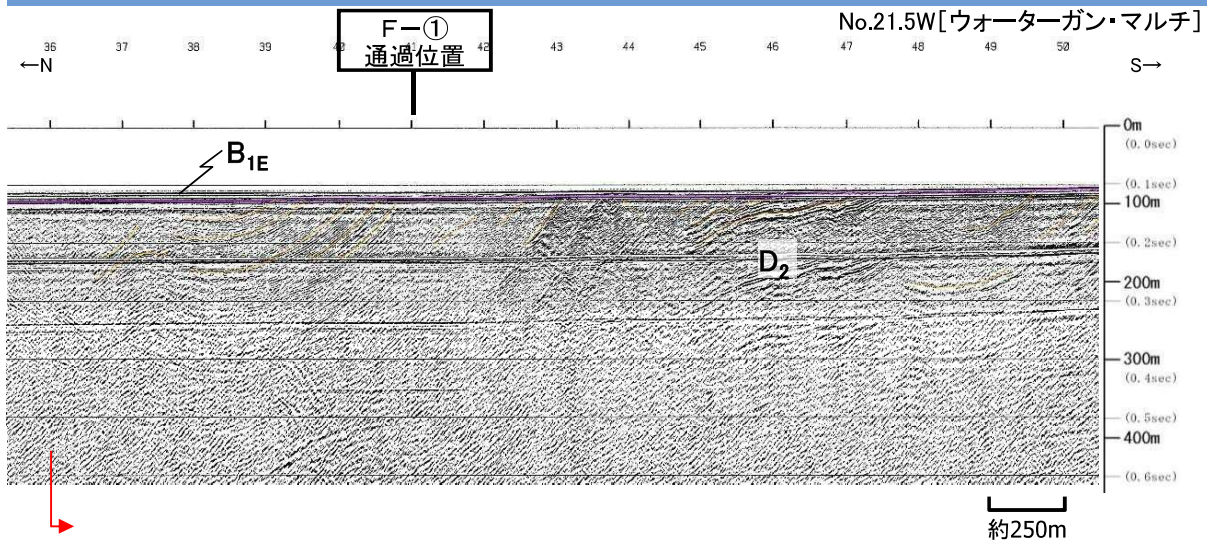 No.21.5W[ウォーターガン・マルチ]
F－①
通過位置
36 37 38 39 40 41 42 43 44 45 46 47 48 49 50
←N
S→
B1E
D2
0m
(0.0sec)
(0.1sec)
100m
(0.2sec)
200m
(0.3sec)
300m
(0.4sec)
(0.5sec)
400m
(0.6sec)
約250m